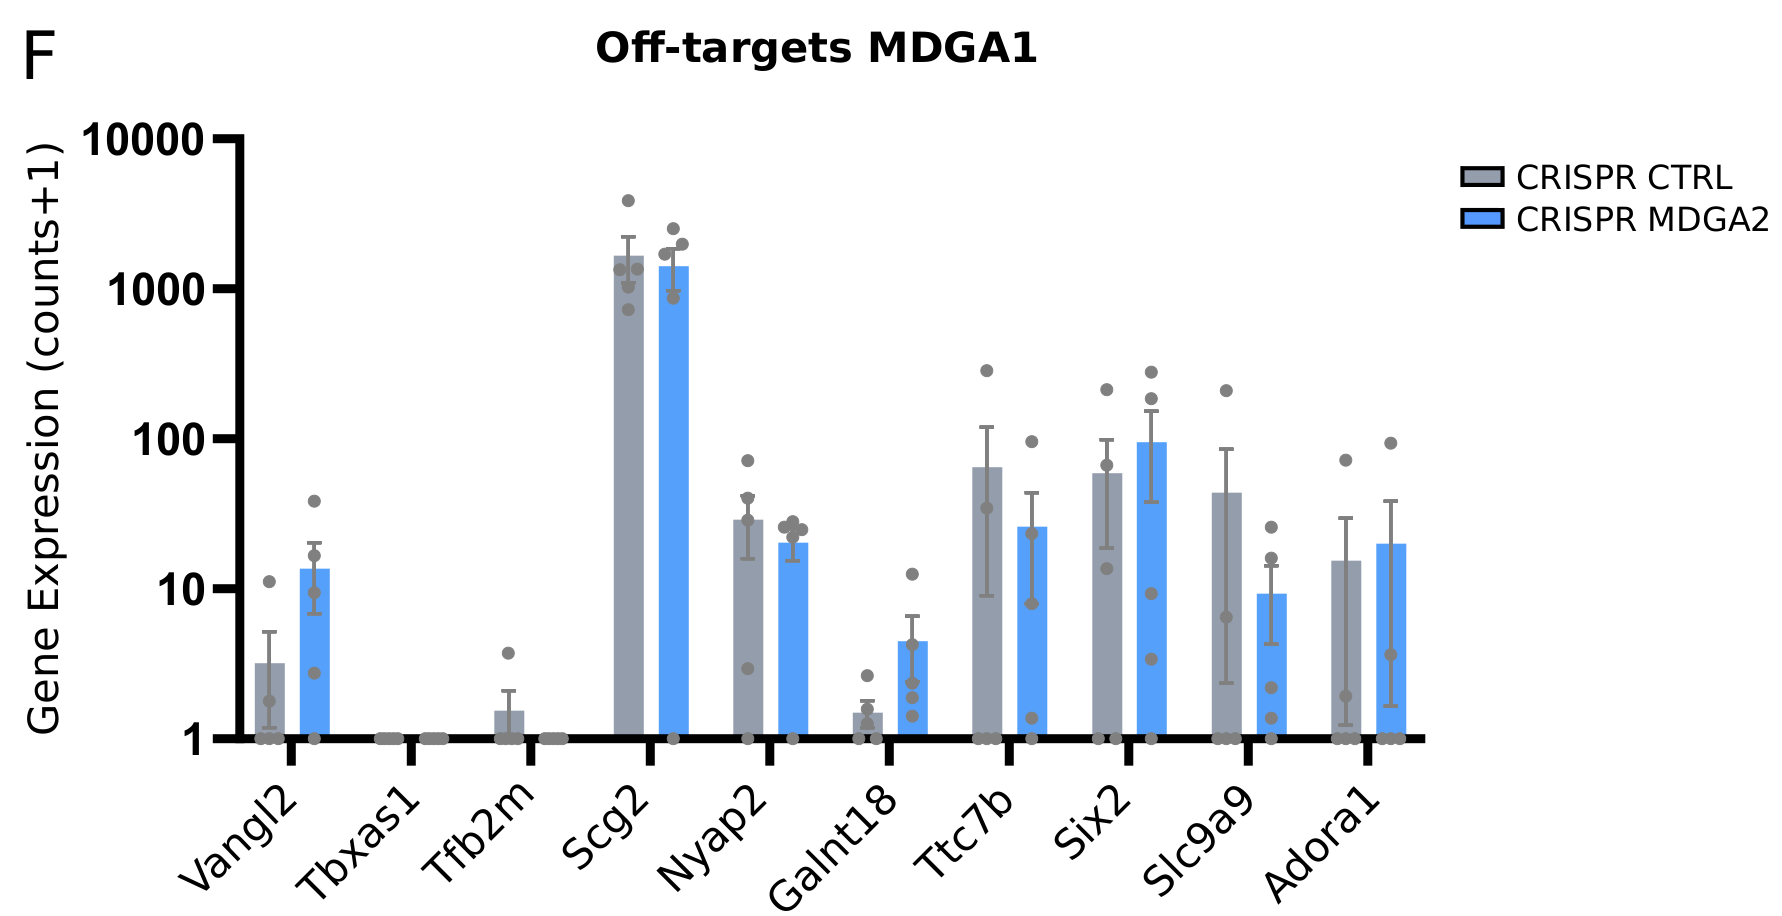 F
Off-targets MDGA1
Gene Expression (counts+1)
10000
1000
100
10
1
CRISPR CTRL
CRISPR MDGA2
Vangl2
Tbxas1
Tfb2m
Scg2
Nyap2
Galnt18
Ttc7b
Six2
Slc9a9
Adora1